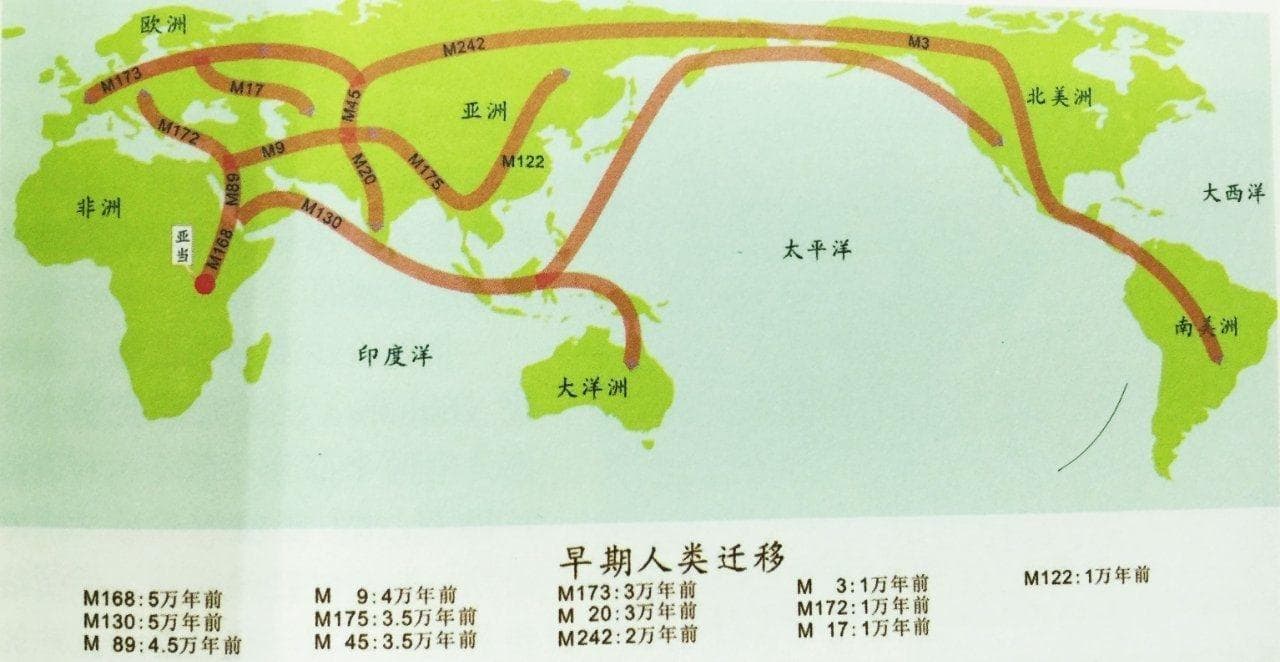 欧洲
M173
M17
M172
M242
M3
M45
M9
M20
M175
M122
亚洲
北美洲
大西洋
非洲
M89
M168
亚当
M130
太平洋
印度洋
大洋洲
南美洲
早期人类迁移
M168:5万年前
M130:5万年前
M 89:4.5万年前
M 9:4万年前
M175:3.5万年前
M 45:3.5万年前
M173:3万年前
M 20:3万年前
M242:2万年前
M 3:1万年前
M172:1万年前
M 17:1万年前
M122:1万年前